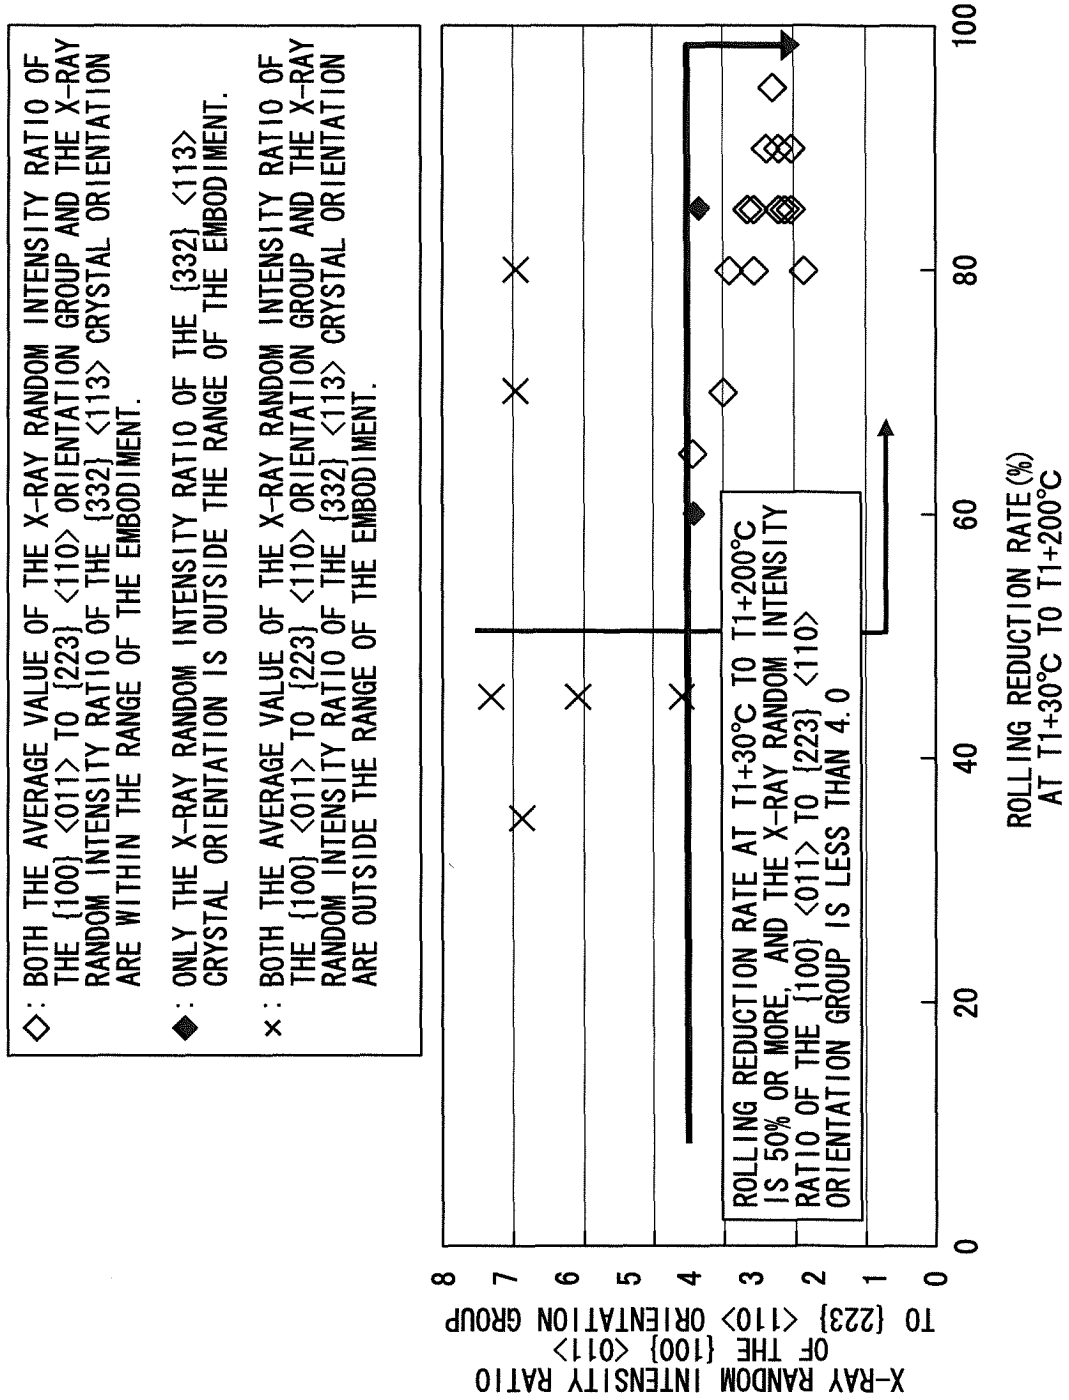 ◇: BOTH THE AVERAGE VALUE OF THE X-RAY RANDOM INTENSITY RATIO OF
THE {100} <011> TO {223} <110> ORIENTATION GROUP AND THE X-RAY
RANDOM INTENSITY RATIO OF THE {332} <113> CRYSTAL ORIENTATION
ARE WITHIN THE RANGE OF THE EMBODIMENT.
◆: ONLY THE X-RAY RANDOM INTENSITY RATIO OF THE {332} <113>
CRYSTAL ORIENTATION IS OUTSIDE THE RANGE OF THE EMBODIMENT.
×: BOTH THE AVERAGE VALUE OF THE X-RAY RANDOM INTENSITY RATIO OF
THE {100} <011> TO {223} <110> ORIENTATION GROUP AND THE X-RAY
RANDOM INTENSITY RATIO OF THE {332} <113> CRYSTAL ORIENTATION
ARE OUTSIDE THE RANGE OF THE EMBODIMENT.
X-RAY RANDOM INTENSITY RATIO
OF THE {100} <011>
TO {223} <110> ORIENTATION GROUP
8
7
6
5
4
3
2
1
0
ROLLING REDUCTION RATE AT T1+30°C TO T1+200°C
IS 50% OR MORE, AND THE X-RAY RANDOM INTENSITY
RATIO OF THE {100} <011> TO {223} <110>
ORIENTATION GROUP IS LESS THAN 4.0
0 20 40 60 80 100
ROLLING REDUCTION RATE(%)
AT T1+30°C TO T1+200°C